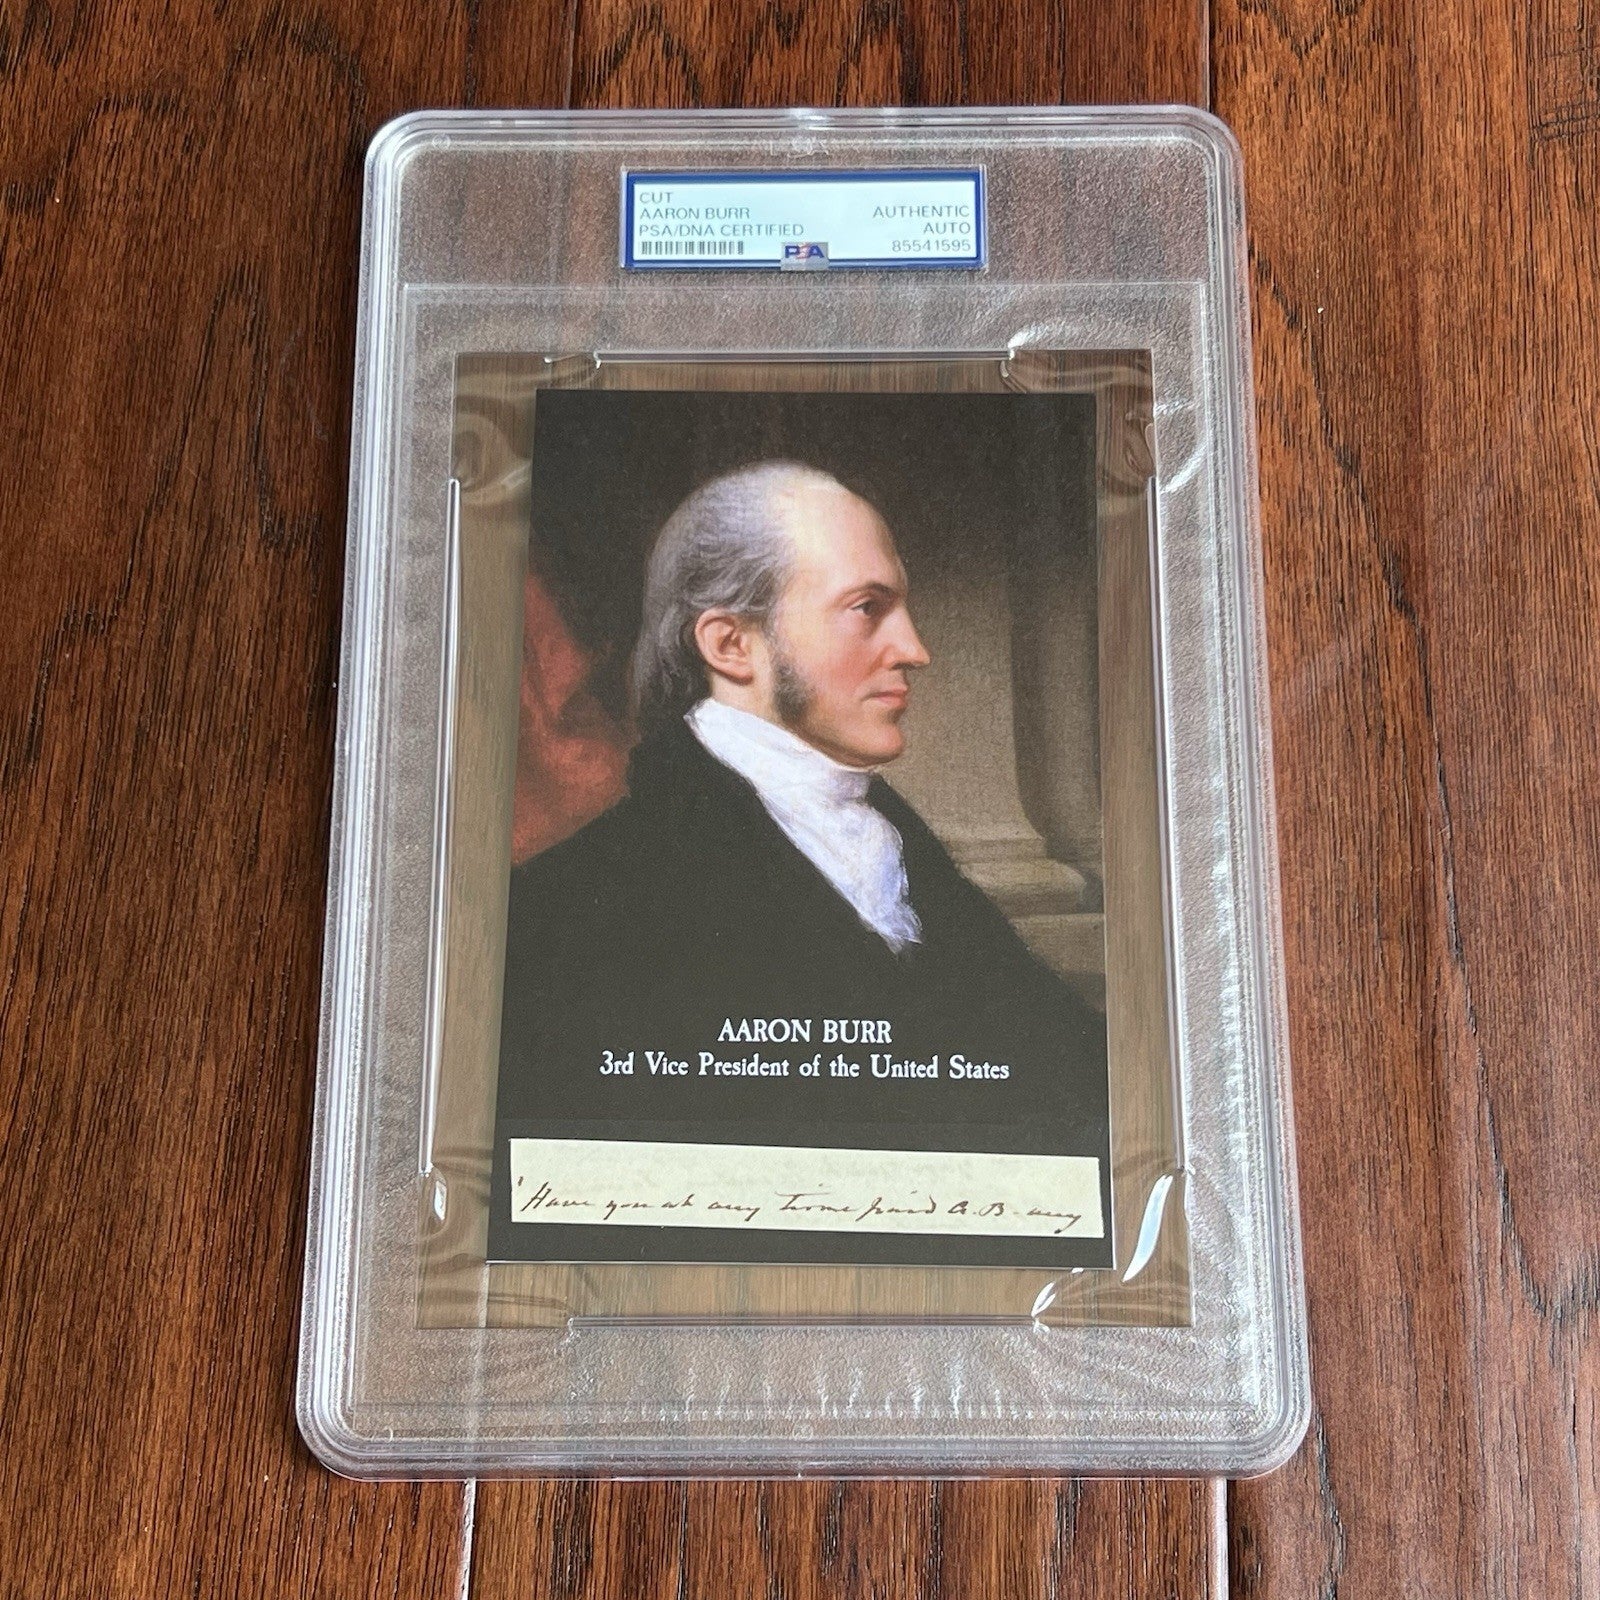 CUT
AARON BURR
PSA/DNA CERTIFIED
AUTHENTIC
AUTO
85541595
PSA
AARON BURR
3rd Vice President of the United States
' Have you at any time paid A. B - any